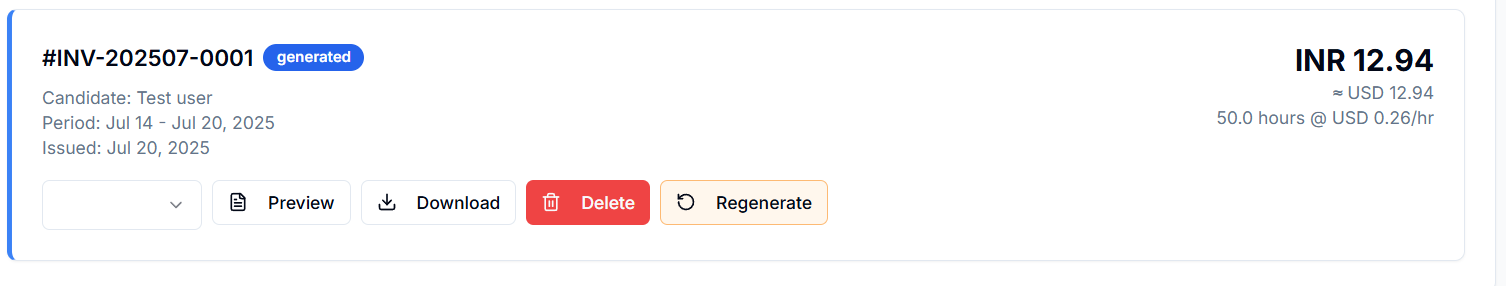 #INV-202507-0001 generated
INR 12.94
Candidate: Test user
≈ USD 12.94
Period: Jul 14 - Jul 20, 2025
50.0 hours @ USD 0.26/hr
Issued: Jul 20, 2025
Preview Download Delete Regenerate